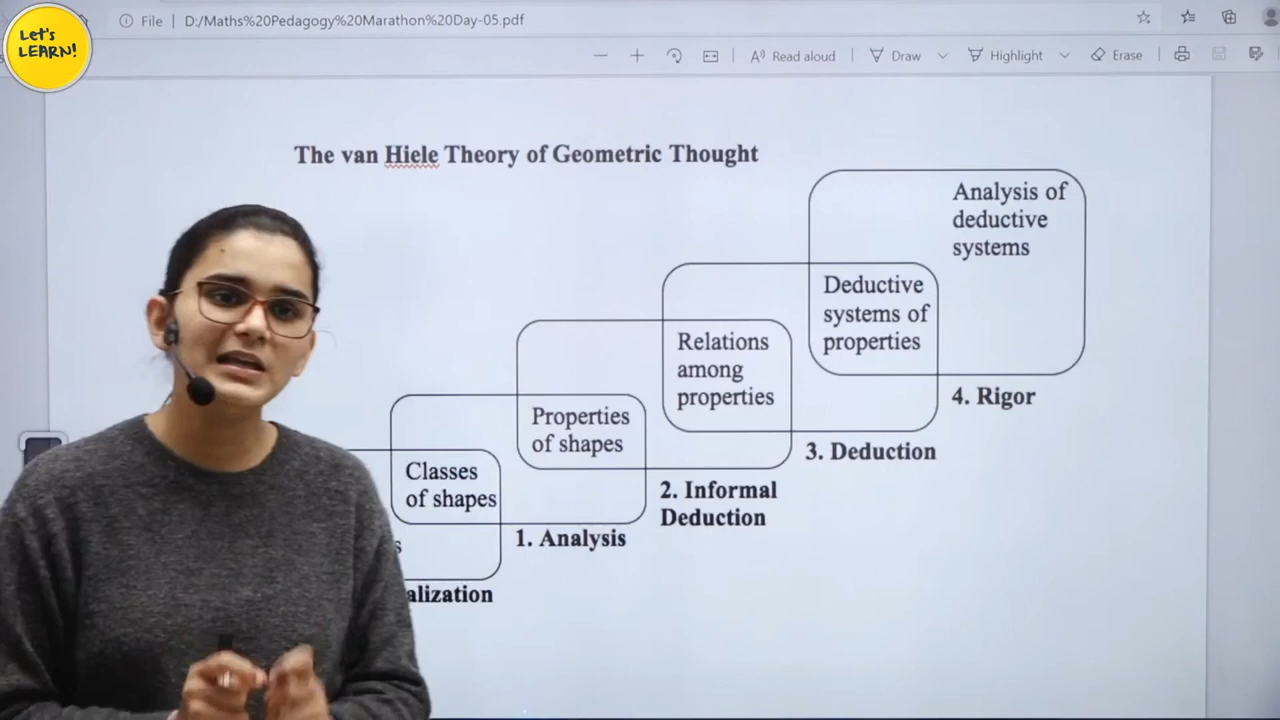 Let's
LEARN!
File | D:/Maths%20Pedagogy%20Marathon%20Day-05.pdf
Read aloud
Draw
Highlight
Erase
The van Hiele Theory of Geometric Thought
Analysis of
deductive
systems
Deductive
systems of
properties
4. Rigor
Relations
among
properties
3. Deduction
Properties
of shapes
2. Informal
Deduction
Classes
of shapes
1. Analysis
s
alization